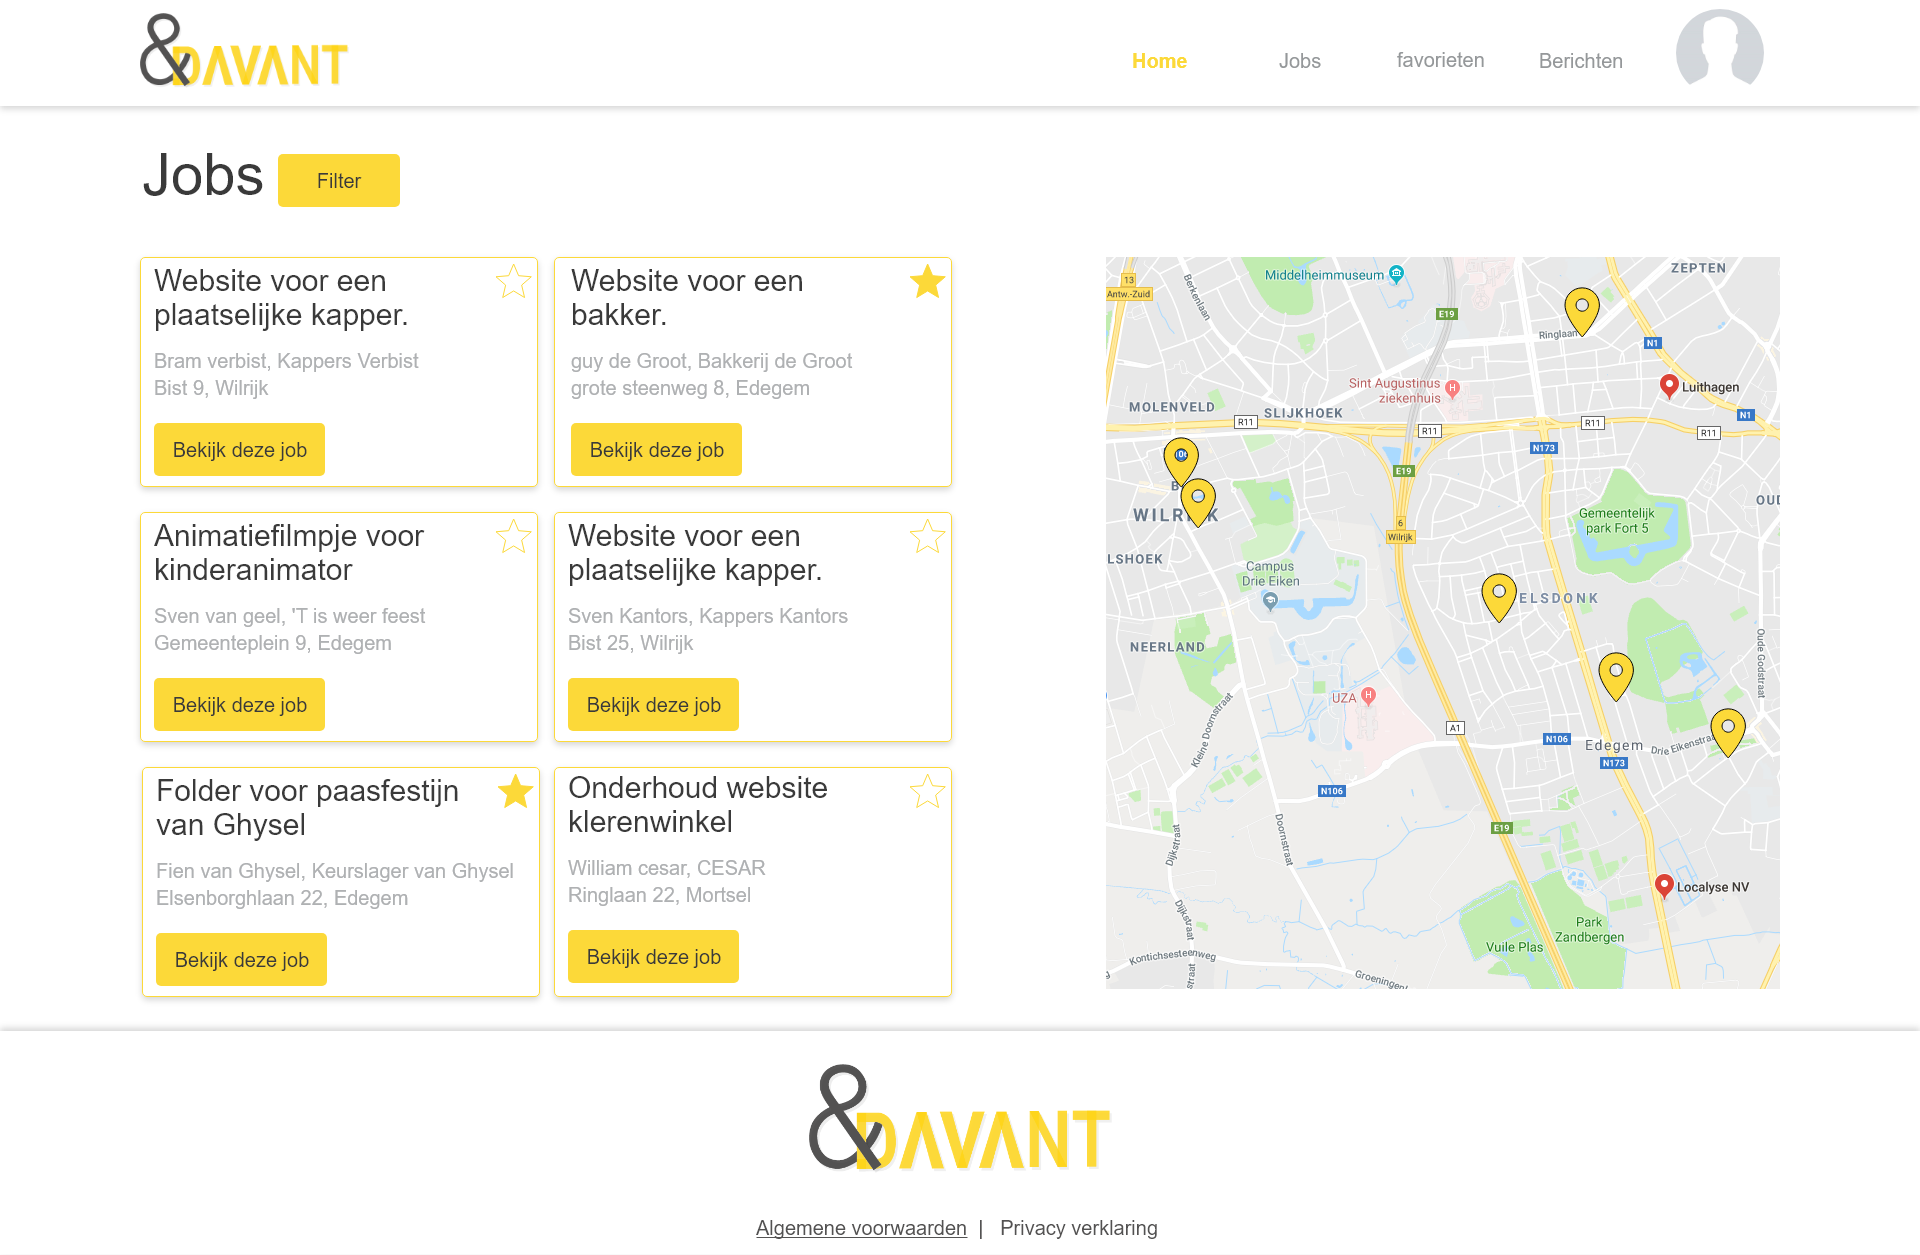 &DAVANT
Home
Jobs
favorieten
Berichten
Jobs
Filter
Website voor een
plaatselijke kapper.
Bram verbist, Kappers Verbist
Bist 9, Wilrijk
Bekijk deze job
Website voor een
bakker.
guy de Groot, Bakkerij de Groot
grote steenweg 8, Edegem
Bekijk deze job
Animatiefilmpje voor
kinderanimator
Sven van geel, 'T is weer feest
Gemeenteplein 9, Edegem
Bekijk deze job
Website voor een
plaatselijke kapper.
Sven Kantors, Kappers Kantors
Bist 25, Wilrijk
Bekijk deze job
Folder voor paasfestijn
van Ghysel
Fien van Ghysel, Keurslager van Ghysel
Elsenborghlaan 22, Edegem
Bekijk deze job
Onderhoud website
klerenwinkel
William cesar, CESAR
Ringlaan 22, Mortsel
Bekijk deze job
ZEPTEN
Middelheimmuseum
13
Antw.-Zuid
Berkenlaan
E19
Ringlaan
N1
Luithagen
Sint Augustinus
ziekenhuis
H
MOLENVELD
SLIJKHOEK
N1
R11
R11
R11
R11
N173
E19
WILR K
OUD
6
Wilrijk
Gemeentelijk
park Fort 5
LSHOEK
Campus
Drie Eiken
ELSDONK
NEERLAND
Oude Godstraat
UZA
H
Kleine Doornstraat
A1
N106
Edegem
Drie Eikenstraat
N173
N106
Doornstraat
Dijkstraat
E19
Localyse NV
Dijkstraat
Park
Zandbergen
Vuile Plas
Kontichsesteenweg
straat
Groeningenl
&DAVANT
Algemene voorwaarden | Privacy verklaring